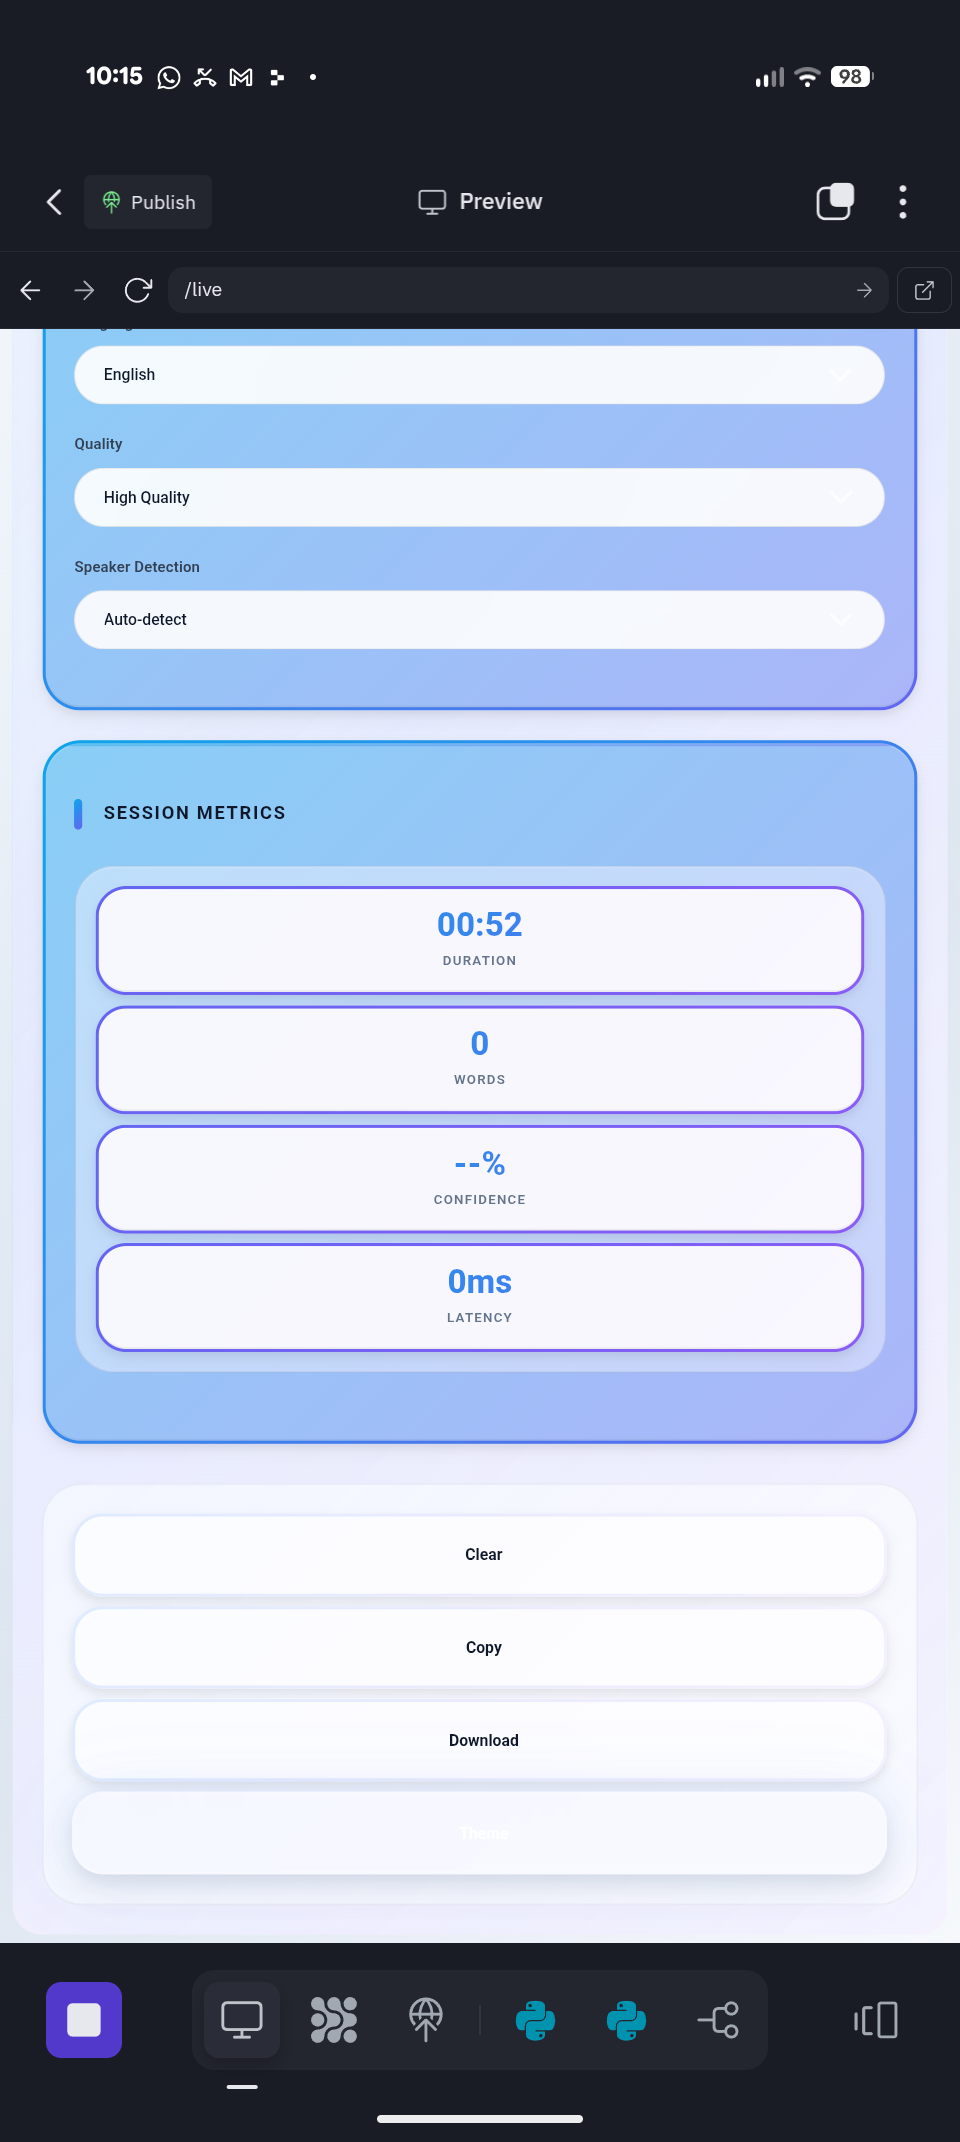 10:15
98
Publish
Preview
/live
English
Quality
High Quality
Speaker Detection
Auto-detect
SESSION METRICS
00:52
DURATION
0
WORDS
--%
CONFIDENCE
0ms
LATENCY
Clear
Copy
Download
Theme